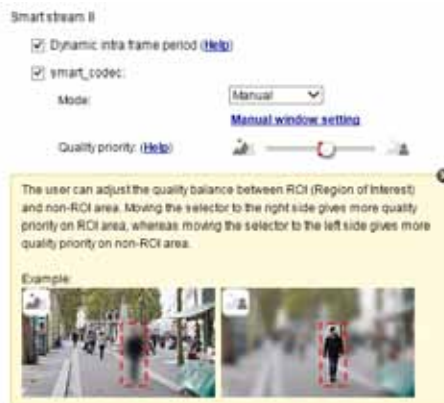 Smart stream II
Dynamic intra frame period (Help)
smart_codec:
Mode: Manual
Manual window setting
Quality priority: (Help)
The user can adjust the quality balance between ROI (Region of Interest)
and non-ROI area. Moving the selector to the right side gives more quality
priority on ROI area, whereas moving the selector to the left side gives more
quality priority on non-ROI area.
Example: